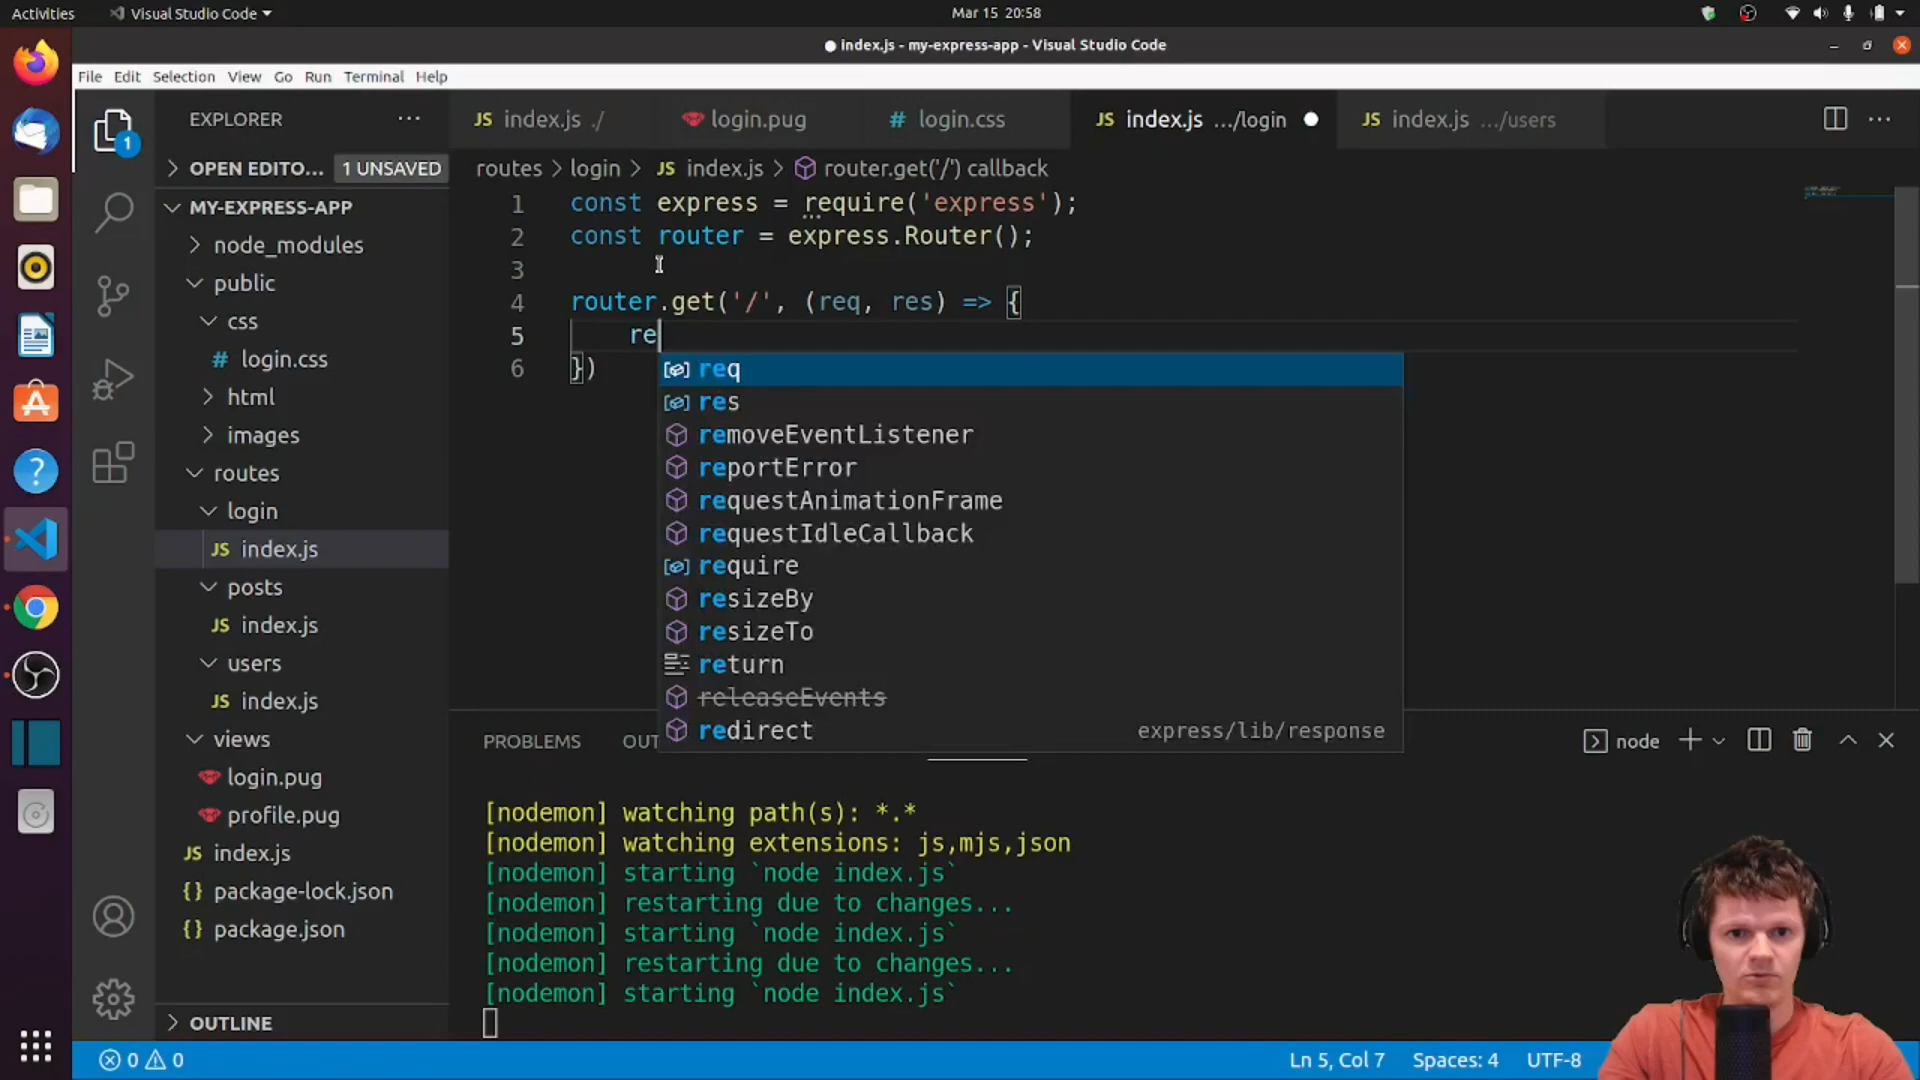 Activities
Visual Studio Code
Mar 15 20:58
index.js - my-express-app - Visual Studio Code
File Edit Selection View Go Run Terminal Help
EXPLORER
index.js ./
login.pug
# login.css
JS index.js .../login
JS index.js .../users
OPEN EDITO... 1 UNSAVED
routes > login > JS index.js > router.get('/') callback
MY-EXPRESS-APP
node_modules
public
css
# login.css
html
images
routes
login
JS index.js
posts
JS index.js
users
JS index.js
views
login.pug
profile.pug
JS index.js
{} package-lock.json
{} package.json
OUTLINE
1 const express = require('express');
2 const router = express.Router();
3
4 router.get('/', (req, res) => {
5 re
6 })
req
res
removeEventListener
reportError
requestAnimationFrame
requestIdleCallback
require
resizeBy
resizeTo
return
releaseEvents
redirect express/lib/response
PROBLEMS OUT
node
[nodemon] watching path(s): *.*
[nodemon] watching extensions: js,mjs,json
[nodemon] starting `node index.js`
[nodemon] restarting due to changes...
[nodemon] starting `node index.js`
[nodemon] restarting due to changes...
[nodemon] starting `node index.js`
0 0
Ln 5, Col 7 Spaces: 4 UTF-8